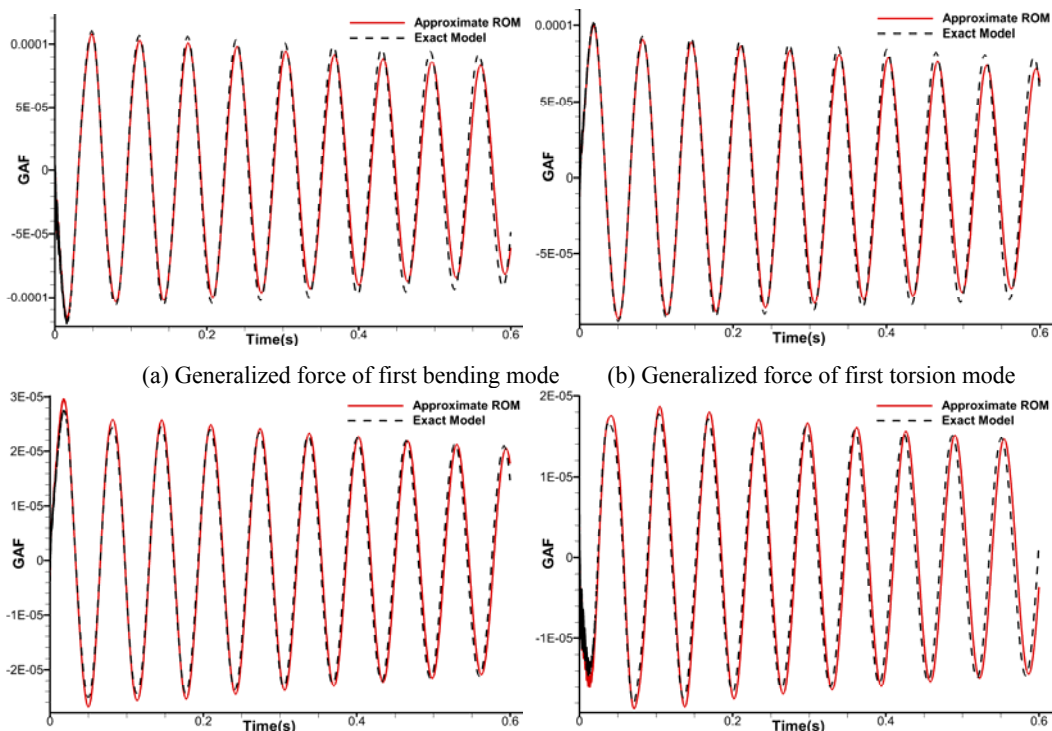 Approximate ROM
Exact Model
0.0001
5E-05
0
-5E-05
-0.0001
GAF
0
0.2
0.4
0.6
Time(s)
Approximate ROM
Exact Model
0.0001
5E-05
0
-5E-05
GAF
0
0.2
0.4
0.6
Time(s)
(a) Generalized force of first bending mode (b) Generalized force of first torsion mode
Approximate ROM
Exact Model
3E-05
2E-05
1E-05
0
-1E-05
-2E-05
GAF
0
0.2
0.4
0.6
Time(s)
Approximate ROM
Exact Model
2E-05
1E-05
0
-1E-05
GAF
0
0.2
0.4
0.6
Time(s)